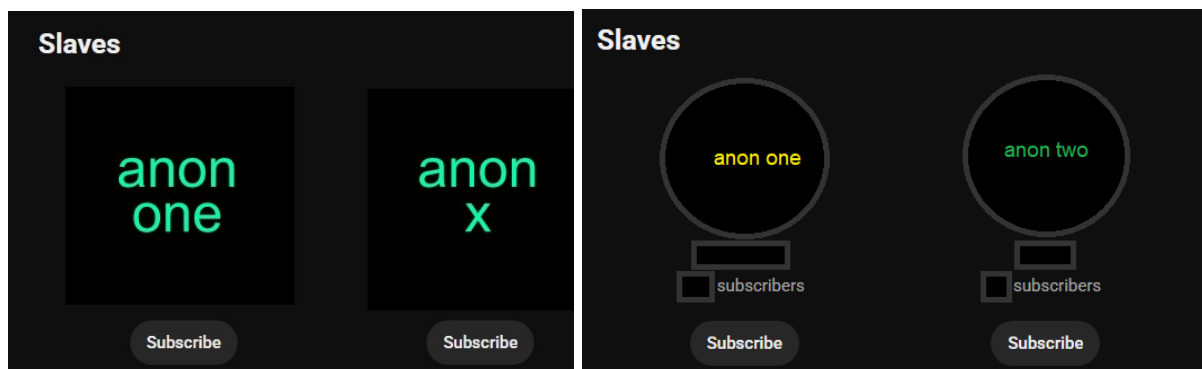 Slaves
anon one
anon x
Subscribe
Subscribe
Slaves
anon one
anon two
subscribers
subscribers
Subscribe
Subscribe